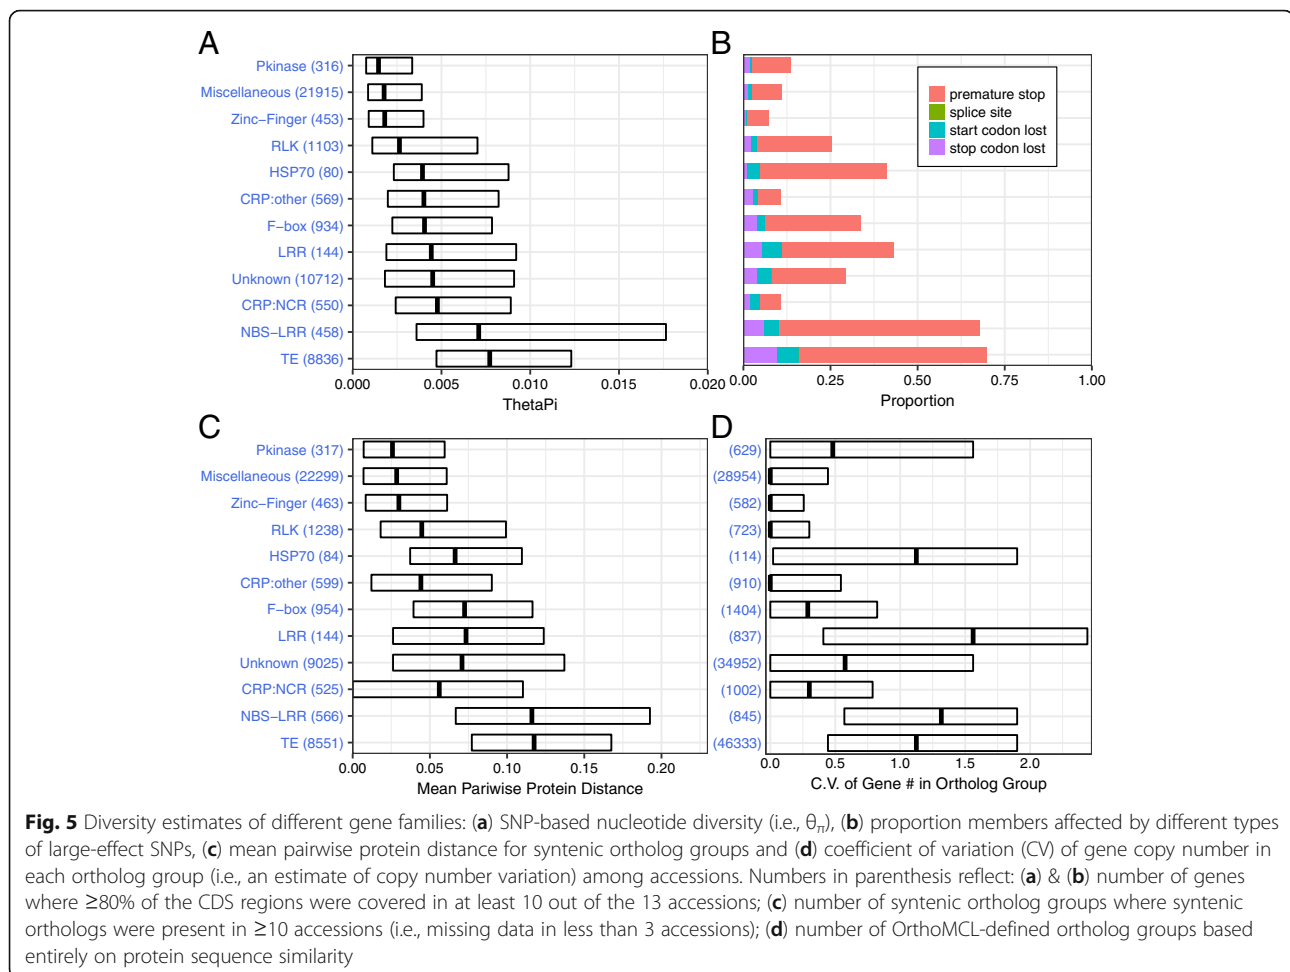 A
B
Pkinase (316)
Miscellaneous (21915)
Zinc−Finger (453)
RLK (1103)
HSP70 (80)
CRP:other (569)
F−box (934)
LRR (144)
Unknown (10712)
CRP:NCR (550)
NBS−LRR (458)
TE (8836)
0.000 0.005 0.010 0.015 0.020
ThetaPi
premature stop
splice site
start codon lost
stop codon lost
0.00 0.25 0.50 0.75 1.00
Proportion
C
D
Pkinase (317)
Miscellaneous (22299)
Zinc−Finger (463)
RLK (1238)
HSP70 (84)
CRP:other (599)
F−box (954)
LRR (144)
Unknown (9025)
CRP:NCR (525)
NBS−LRR (566)
TE (8551)
0.00 0.05 0.10 0.15 0.20
Mean Pariwise Protein Distance
(629)
(28954)
(582)
(723)
(114)
(910)
(1404)
(837)
(34952)
(1002)
(845)
(46333)
0.0 0.5 1.0 1.5 2.0
C.V. of Gene # in Ortholog Group
Fig. 5 Diversity estimates of different gene families: (a) SNP-based nucleotide diversity (i.e., θπ), (b) proportion members affected by different types
of large-effect SNPs, (c) mean pairwise protein distance for syntenic ortholog groups and (d) coefficient of variation (CV) of gene copy number in
each ortholog group (i.e., an estimate of copy number variation) among accessions. Numbers in parenthesis reflect: (a) & (b) number of genes
where ≥80% of the CDS regions were covered in at least 10 out of the 13 accessions; (c) number of syntenic ortholog groups where syntenic
orthologs were present in ≥10 accessions (i.e., missing data in less than 3 accessions); (d) number of OrthoMCL-defined ortholog groups based
entirely on protein sequence similarity